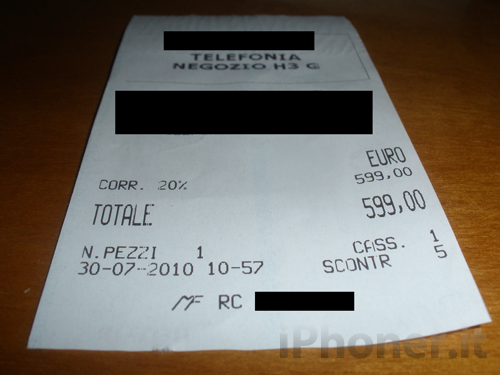 TELEFONIA
NEGOZIO H3 G
EURO
CORR. 20% 599,00
TOTALE 599,00
N.PEZZI 1 CASS. 1
30-07-2010 10-57 SCONTR 5
MF RC
iPhoner.it